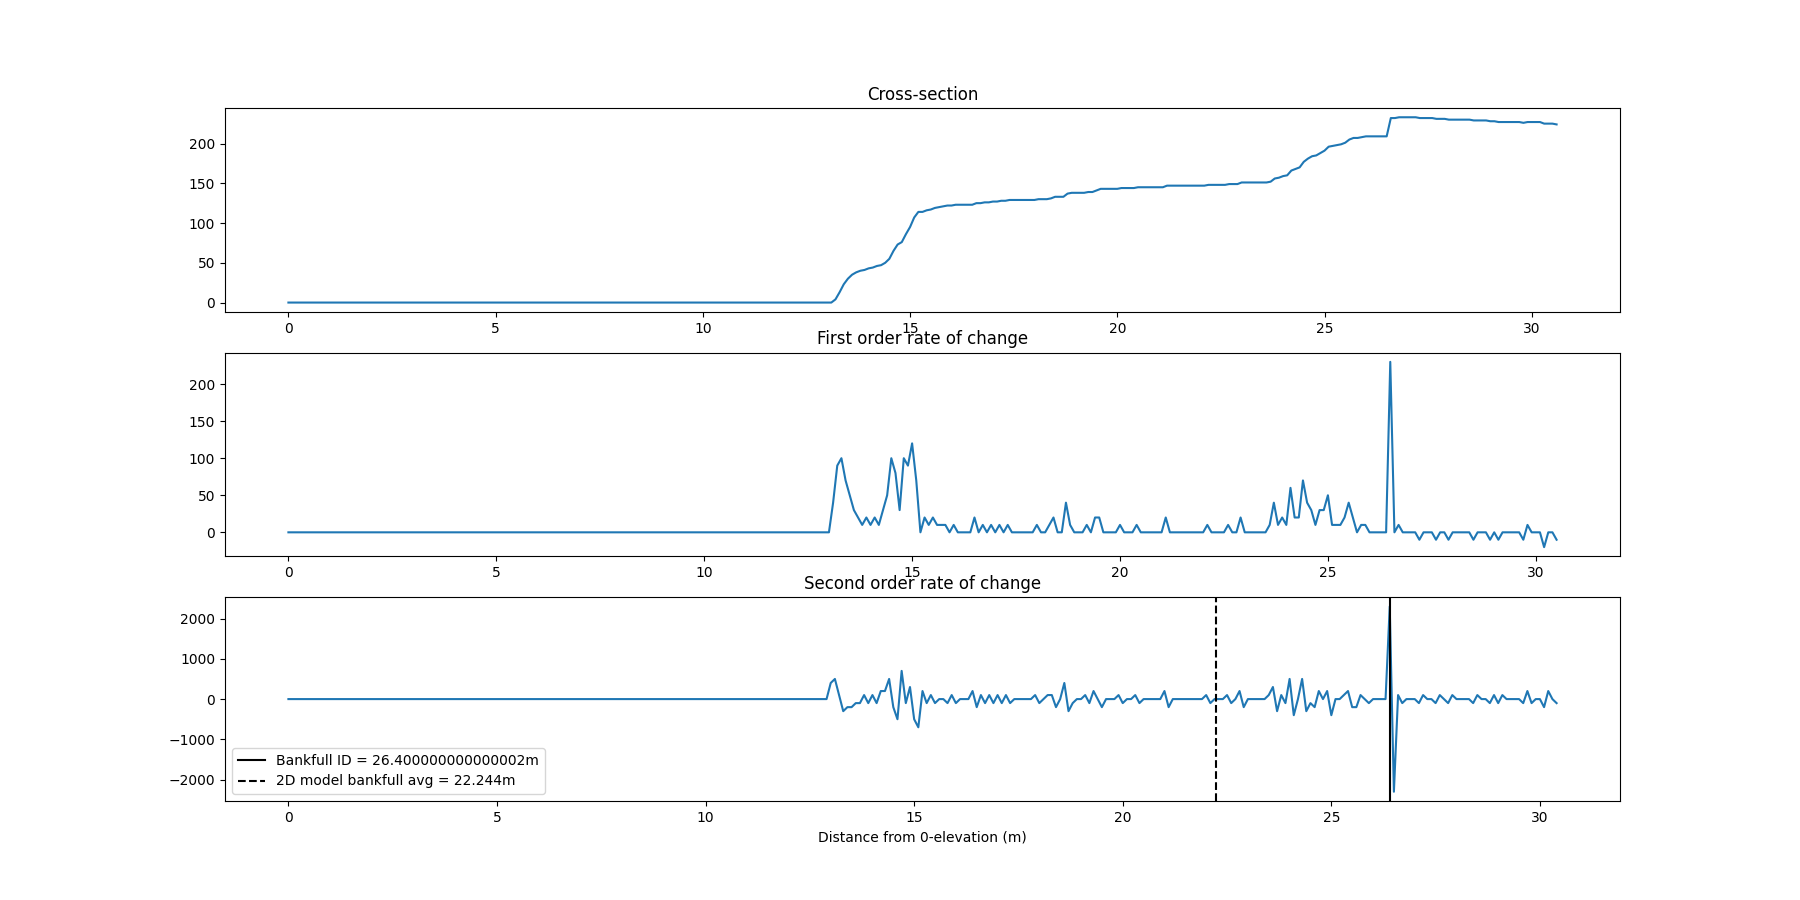 Cross-section
200
150
100
50
0
0 5 10 15 20 25 30
First order rate of change
200
150
100
50
0
0 5 10 15 20 25 30
Second order rate of change
2000
1000
0
−1000
−2000
Bankfull ID = 26.400000000000002m
2D model bankfull avg = 22.244m
0 5 10 15 20 25 30
Distance from 0-elevation (m)